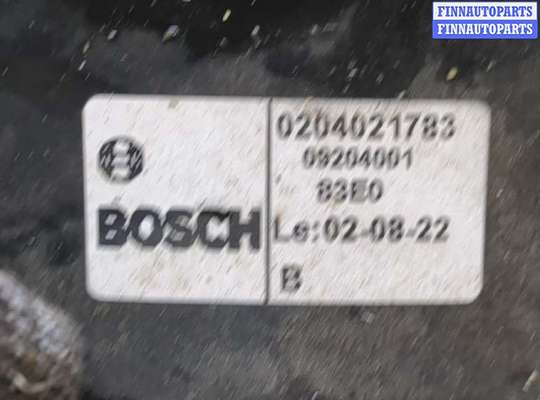 FINNAUTOPARTS
FINNAUTOPARTS
0204021783
09204001
83E0
BOSCH
Le:02-08-22
B